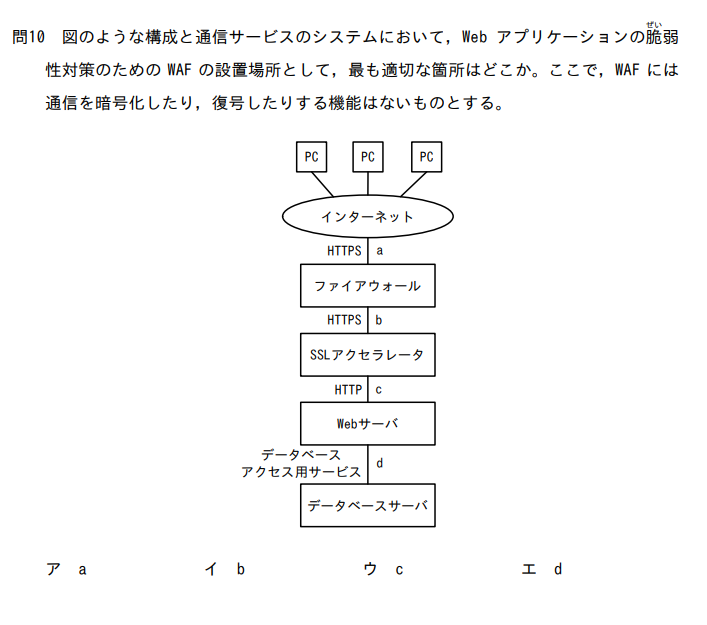 問10 図のような構成と通信サービスのシステムにおいて，Web アプリケーションの脆弱
ぜい
性対策のための WAF の設置場所として，最も適切な箇所はどこか。ここで，WAF には
通信を暗号化したり，復号したりする機能はないものとする。
PC PC PC
インターネット
HTTPS a
ファイアウォール
HTTPS b
SSLアクセラレータ
HTTP c
Webサーバ
データベース
アクセス用サービス d
データベースサーバ
ア a イ b ウ c エ d